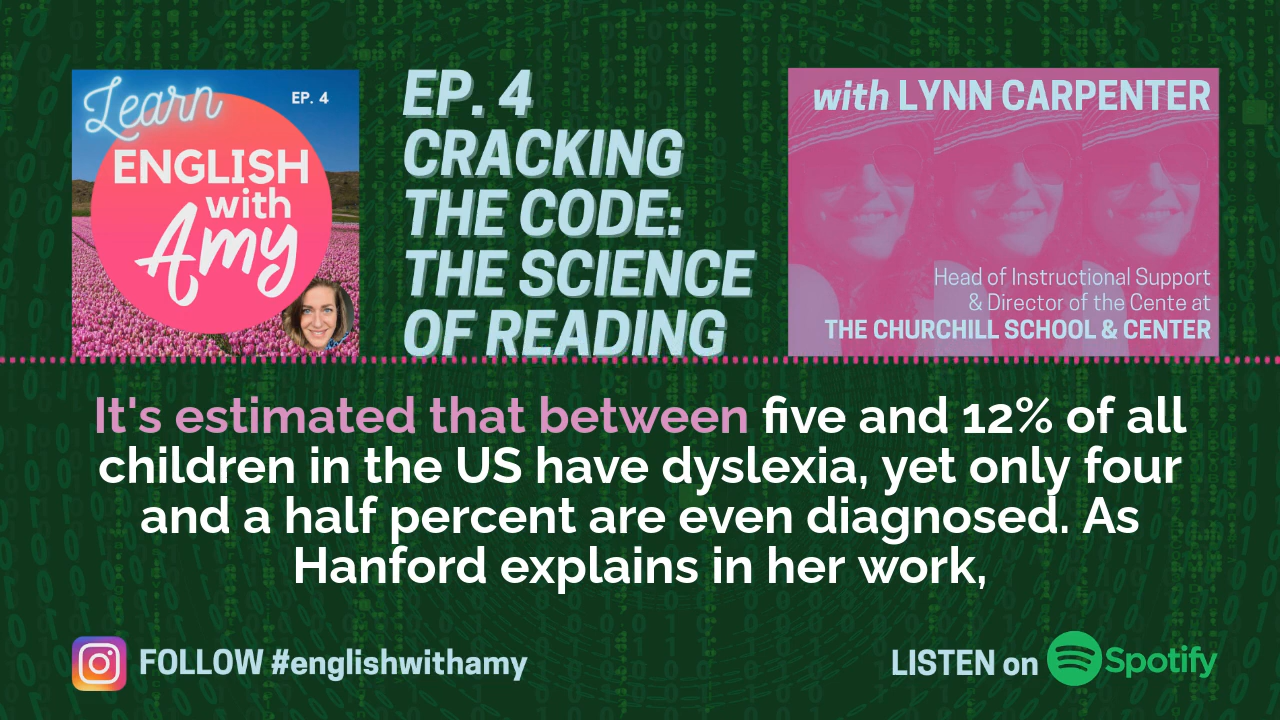 Learn
EP. 4
ENGLISH
with
Amy
EP. 4
CRACKING
THE CODE:
THE SCIENCE
OF READING
with LYNN CARPENTER
Head of Instructional Support
& Director of the Cente at
THE CHURCHILL SCHOOL & CENTER
It's estimated that between five and 12% of all
children in the US have dyslexia, yet only four
and a half percent are even diagnosed. As
Hanford explains in her work,
FOLLOW #englishwithamy
LISTEN on Spotify